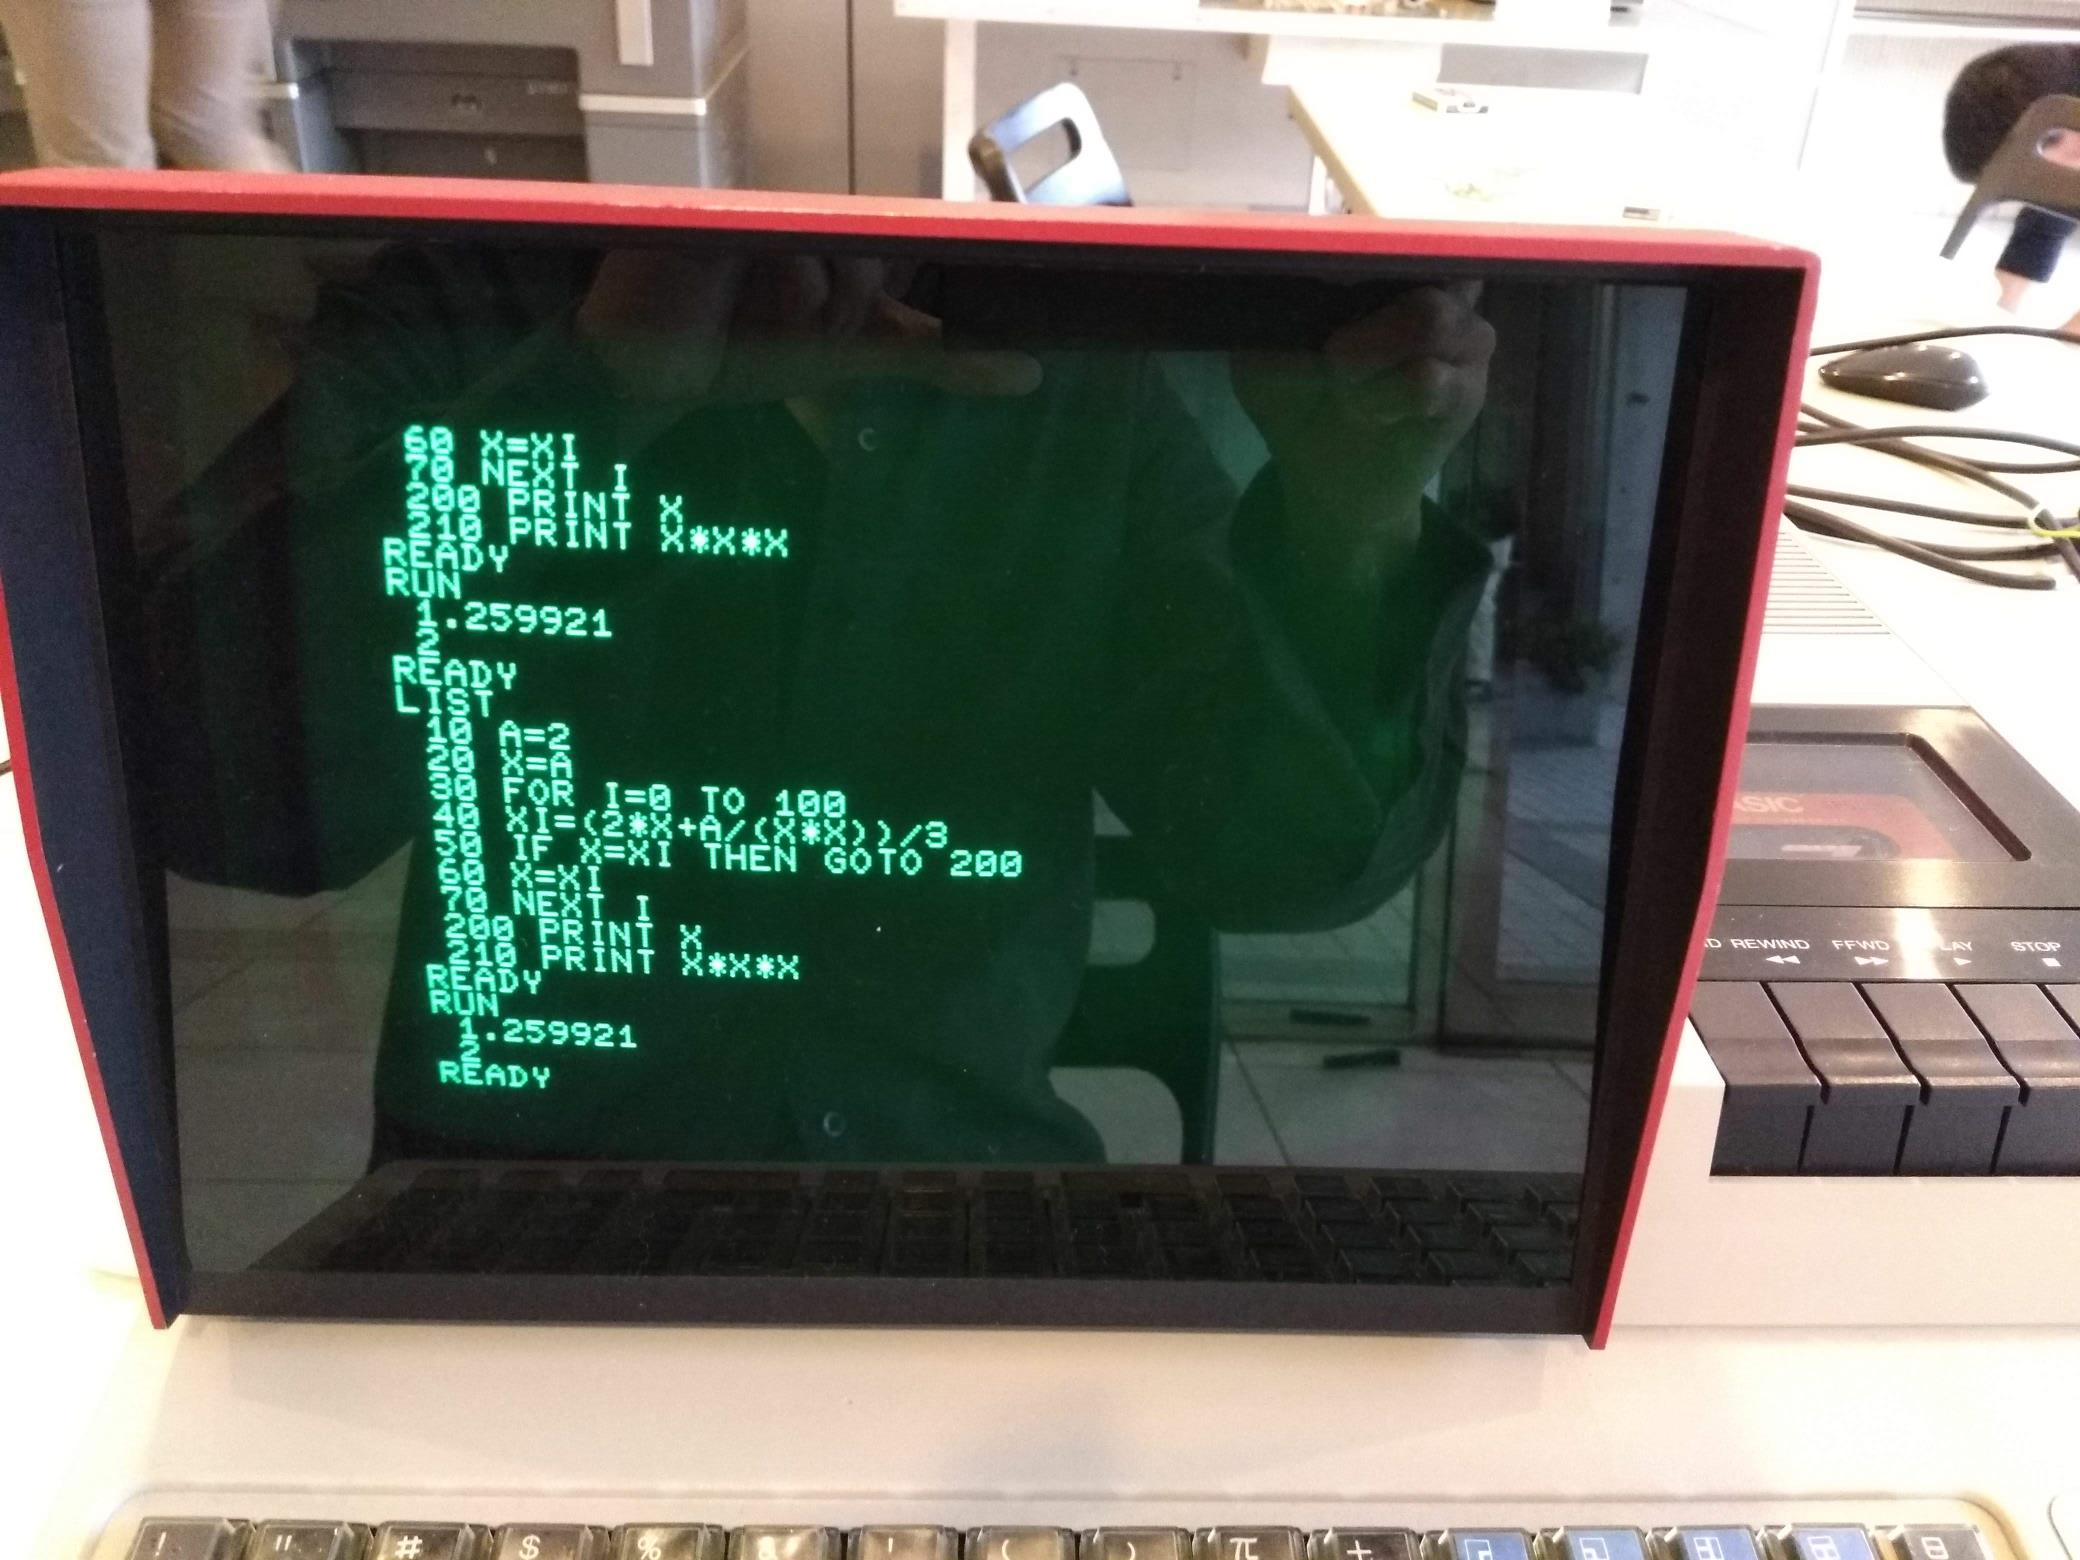 60 X=XI
70 NEXT I
200 PRINT X
210 PRINT X*X*X
READY
RUN
1.259921
2
READY
LIST
10 A=2
20 X=A
30 FOR I=0 TO 100
40 XI=(2*X+A/(X*X))/3
50 IF X=XI THEN GOTO 200
60 X=XI
70 NEXT I
200 PRINT X
210 PRINT X*X*X
READY
RUN
1.259921
2
READY
ASIC
D REWIND FFWD LAY STOP
! " # $ % & ' ( ) π +